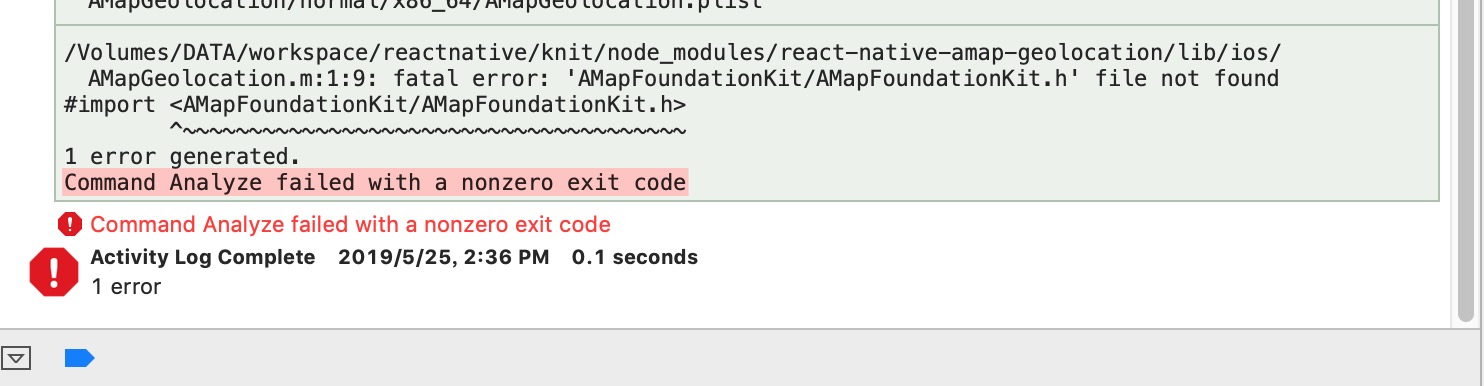 AMapGeolocation/normal/x86_64/AMapGeolocation.plist
/Volumes/DATA/workspace/reactnative/knit/node_modules/react-native-amap-geolocation/lib/ios/
AMapGeolocation.m:1:9: fatal error: 'AMapFoundationKit/AMapFoundationKit.h' file not found
#import <AMapFoundationKit/AMapFoundationKit.h>
^~~~~~~~~~~~~~~~~~~~~~~~~~~~~~~~~~~~~~~
1 error generated.
Command Analyze failed with a nonzero exit code
Command Analyze failed with a nonzero exit code
Activity Log Complete 2019/5/25, 2:36 PM 0.1 seconds
1 error